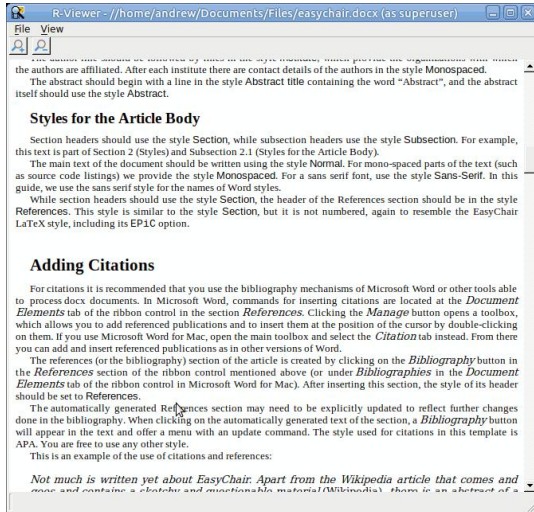 R-Viewer - //home/andrew/Documents/Files/easychair.docx (as superuser)
File View
the authors are affiliated. After each institute there are contact details of the authors in the style Monospaced.
The abstract should begin with a line in the style Abstract title containing the word “Abstract”, and the abstract
itself should use the style Abstract.
Styles for the Article Body
Section headers should use the style Section, while subsection headers use the style Subsection. For example,
this text is part of Section 2 (Styles) and Subsection 2.1 (Styles for the Article Body).
The main text of the document should be written using the style Normal. For mono-spaced parts of the text (such
as source code listings) we provide the style Monospaced. For a sans serif font, use the style Sans-Serif. In this
guide, we use the sans serif style for the names of Word styles.
While section headers should use the style Section, the header of the References section should be in the style
References. This style is similar to the style Section, but it is not numbered, again to resemble the EasyChair
LaTeX style, including its EPiC option.
Adding Citations
For citations it is recommended that you use the bibliography mechanisms of Microsoft Word or other tools able
to process docx documents. In Microsoft Word, commands for inserting citations are located at the Document
Elements tab of the ribbon control in the section References. Clicking the Manage button opens a toolbox,
which allows you to add referenced publications and to insert them at the position of the cursor by double-clicking
on them. If you use Microsoft Word for Mac, open the main toolbox and select the Citation tab instead. From there
you can add and insert referenced publications as in other versions of Word.
The references (or the bibliography) section of the article is created by clicking on the Bibliography button in
the References section of the ribbon control mentioned above (or under Bibliographies in the Document
Elements tab of the ribbon control in Microsoft Word for Mac). After inserting this section, the style of its header
should be set to References.
The automatically generated References section may need to be explicitly updated to reflect further changes
done in the bibliography. When clicking on the automatically generated text of the section, a Bibliography button
will appear in the text and offer a menu with an update command. The style used for citations in this template is
APA. You are free to use any other style.
This is an example of the use of citations and references:
Not much is written yet about EasyChair. Apart from the Wikipedia article that comes and
goes and contains a sketchy and questionable material (Wikipedia), there is an abstract of a